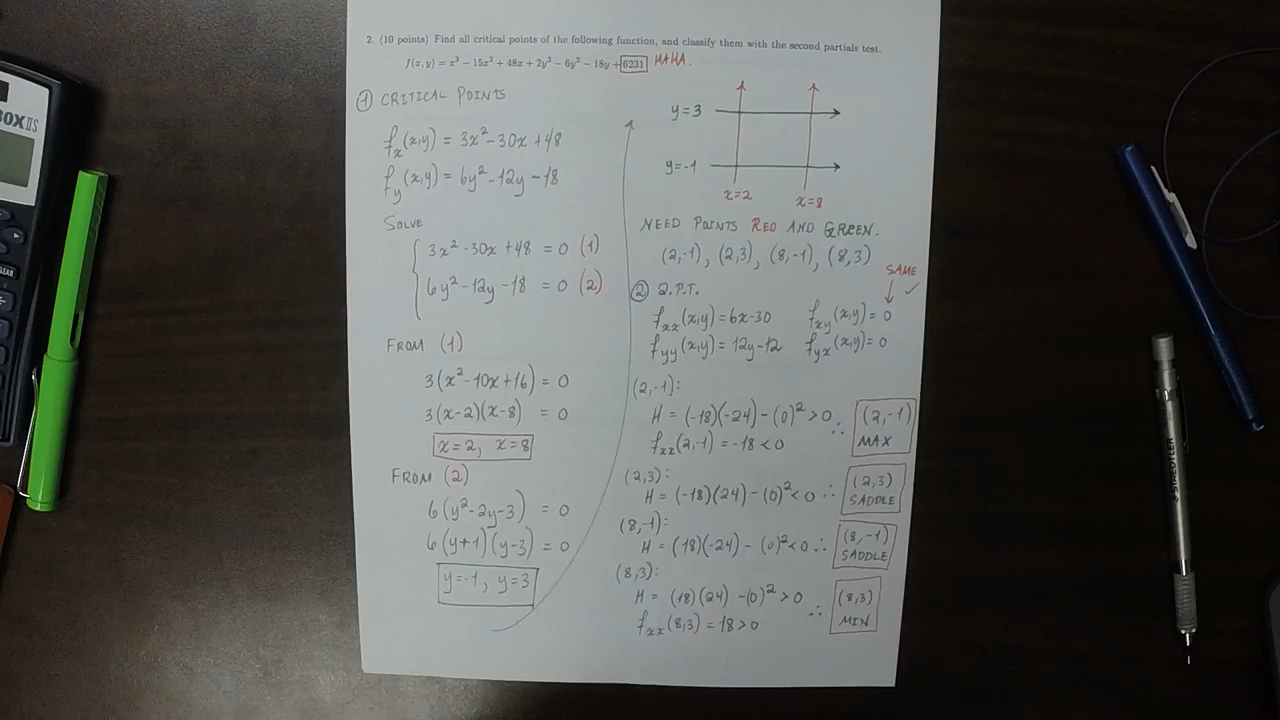 2. (10 points) Find all critical points of the following function, and classify them with the second partials test.
f(x, y) = x³ − 15x² + 48x + 2y³ − 6y² − 18y + 6231 HAHA.
① CRITICAL POINTS
fx(x,y) = 3x² - 30x + 48
fy(x,y) = 6y² - 12y - 18
SOLVE
3x² - 30x + 48 = 0 (1)
6y² - 12y - 18 = 0 (2)
FROM (1)
3(x² - 10x + 16) = 0
3(x-2)(x-8) = 0
x=2, x=8
FROM (2)
6(y² - 2y - 3) = 0
6(y+1)(y-3) = 0
y=-1, y=3
y=3
y=-1
x=2 x=8
NEED POINTS RED AND GREEN.
(2,-1), (2,3), (8,-1), (8,3)
SAME
② 2.P.T. ✓
fxx(x,y) = 6x-30 fxy(x,y) = 0
fyy(x,y) = 12y-12 fyx(x,y) = 0
(2,-1):
H = (-18)(-24) - (0)² > 0 ∴ (2,-1)
fxx(2,-1) = -18 < 0 MAX
(2,3):
H = (-18)(24) - (0)² < 0 ∴ (2,3) SADDLE
(8,-1):
H = (18)(-24) - (0)² < 0 ∴ (8,-1) SADDLE
(8,3):
H = (18)(24) - (0)² > 0 ∴ (8,3)
fxx(8,3) = 18 > 0 MIN
BOX IIS
CLEAR
STAEDTLER